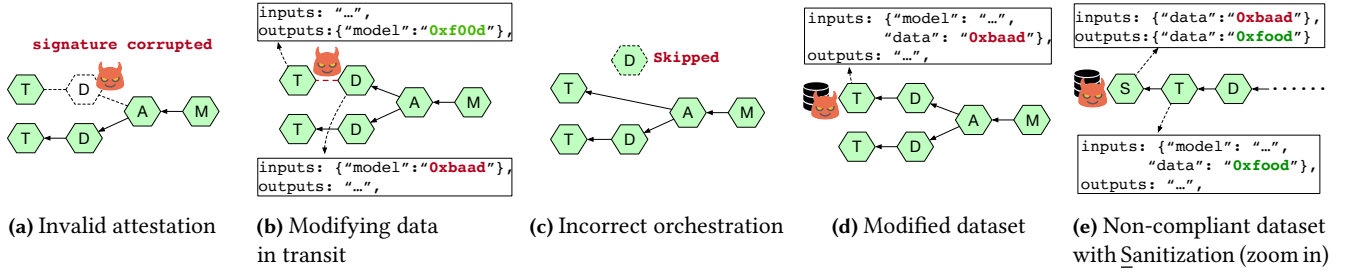 signature corrupted
D
T
A
M
T
D
(a) Invalid attestation
inputs: “…”,
outputs:{“model”:“0xf00d”},
T
D
A
M
T
D
inputs: {“model”:“0xbaad”},
outputs: “…”,
(b) Modifying data
in transit
D
Skipped
T
A
M
T
D
(c) Incorrect orchestration
inputs: {“model”: “…”,
“data”: “0xbaad”},
outputs: “…”,
T
D
A
M
T
D
(d) Modified dataset
inputs: {“data”:“0xbaad”},
outputs:{“data”:“0xfood”}
S
T
D
inputs: {“model”: “…”,
“data”: “0xfood”},
outputs: “…”,
(e) Non-compliant dataset
with Sanitization (zoom in)